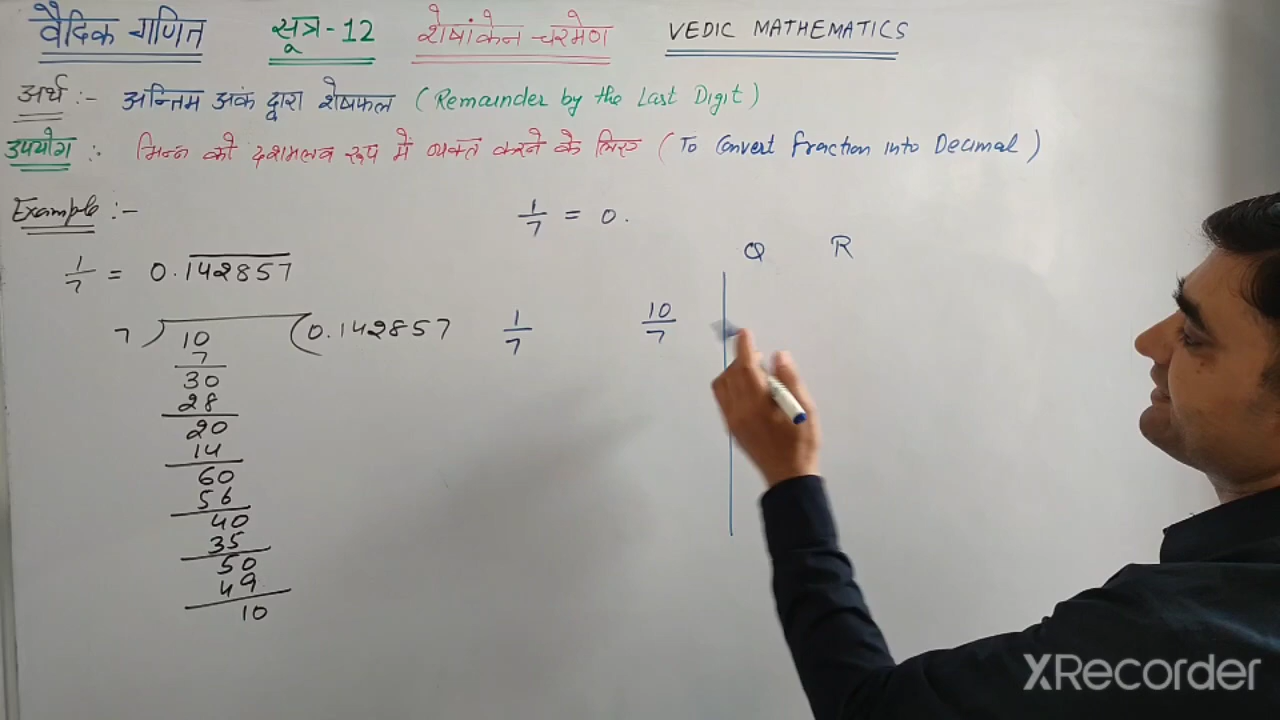 वैदिक गणित सूत्र-12 शेषांकेन चरमेण VEDIC MATHEMATICS
अर्थ :- अन्तिम अकं द्वारा शेषफल (Remainder by the Last Digit)
उपयोग :- भिन्न को दशमलव रूप में व्यक्त करने के लिए (To Convert fraction into Decimal)
Example :-
1/7 = 0.
Q R
1/7 = 0.142857
7 ) 10 ( 0.142857
1/7 10/7
7
30
28
20
14
60
56
40
35
50
49
10
XRecorder